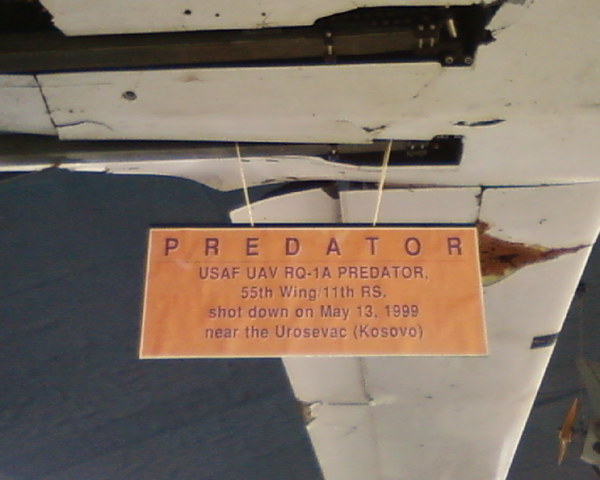 PREDATOR
USAF UAV RQ-1A PREDATOR,
55th Wing/11th RS,
shot down on May 13, 1999
near the Urosevac (Kosovo)